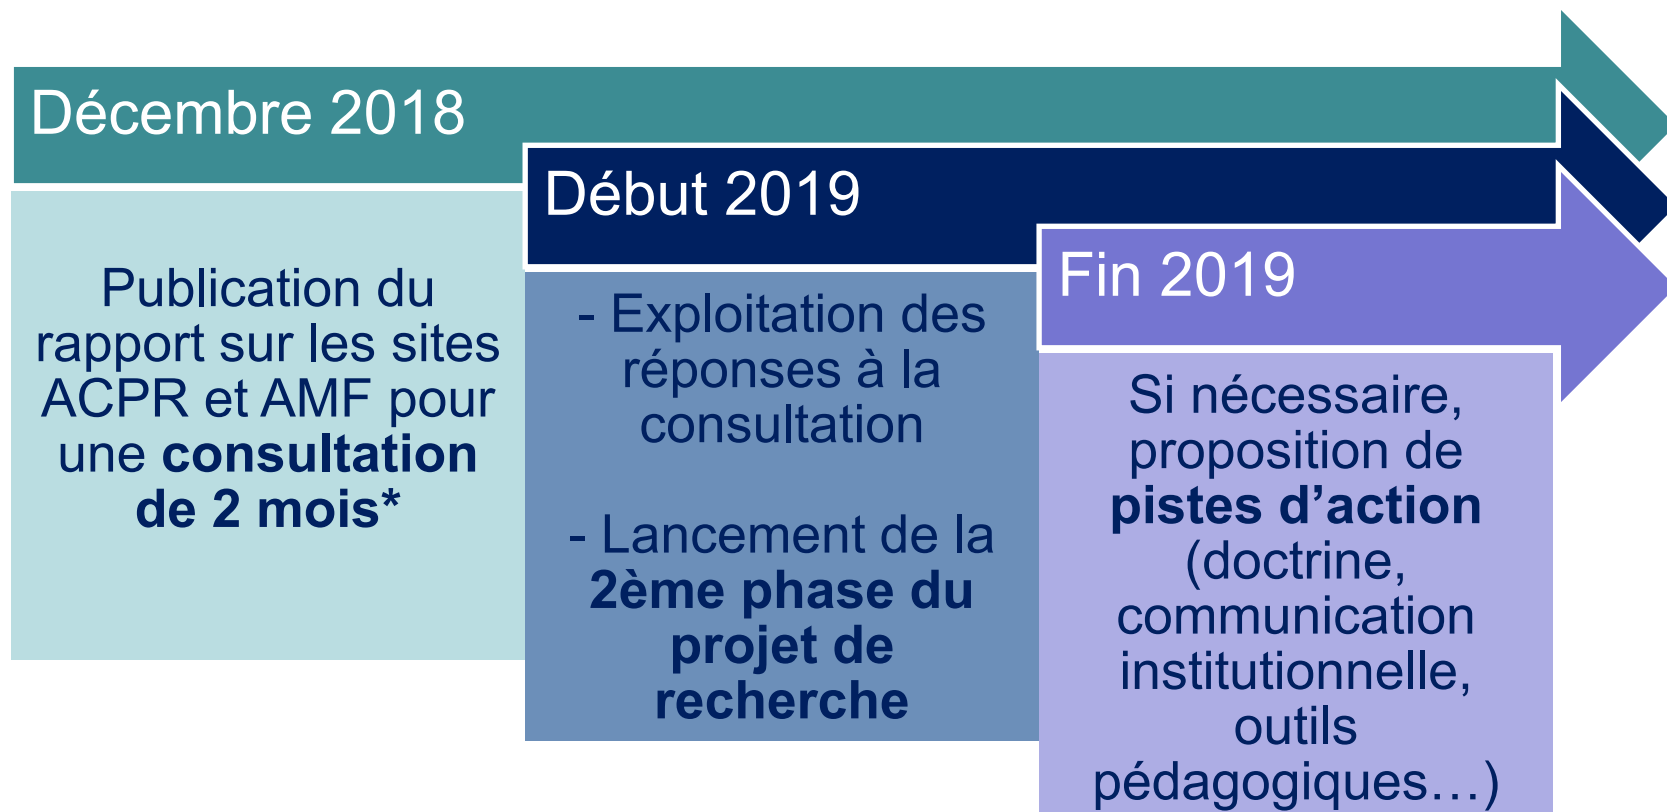 Décembre 2018
Publication du
rapport sur les sites
ACPR et AMF pour
une consultation
de 2 mois*
Début 2019
- Exploitation des
réponses à la
consultation
- Lancement de la
2ème phase du
projet de
recherche
Fin 2019
Si nécessaire,
proposition de
pistes d’action
(doctrine,
communication
institutionnelle,
outils
pédagogiques…)